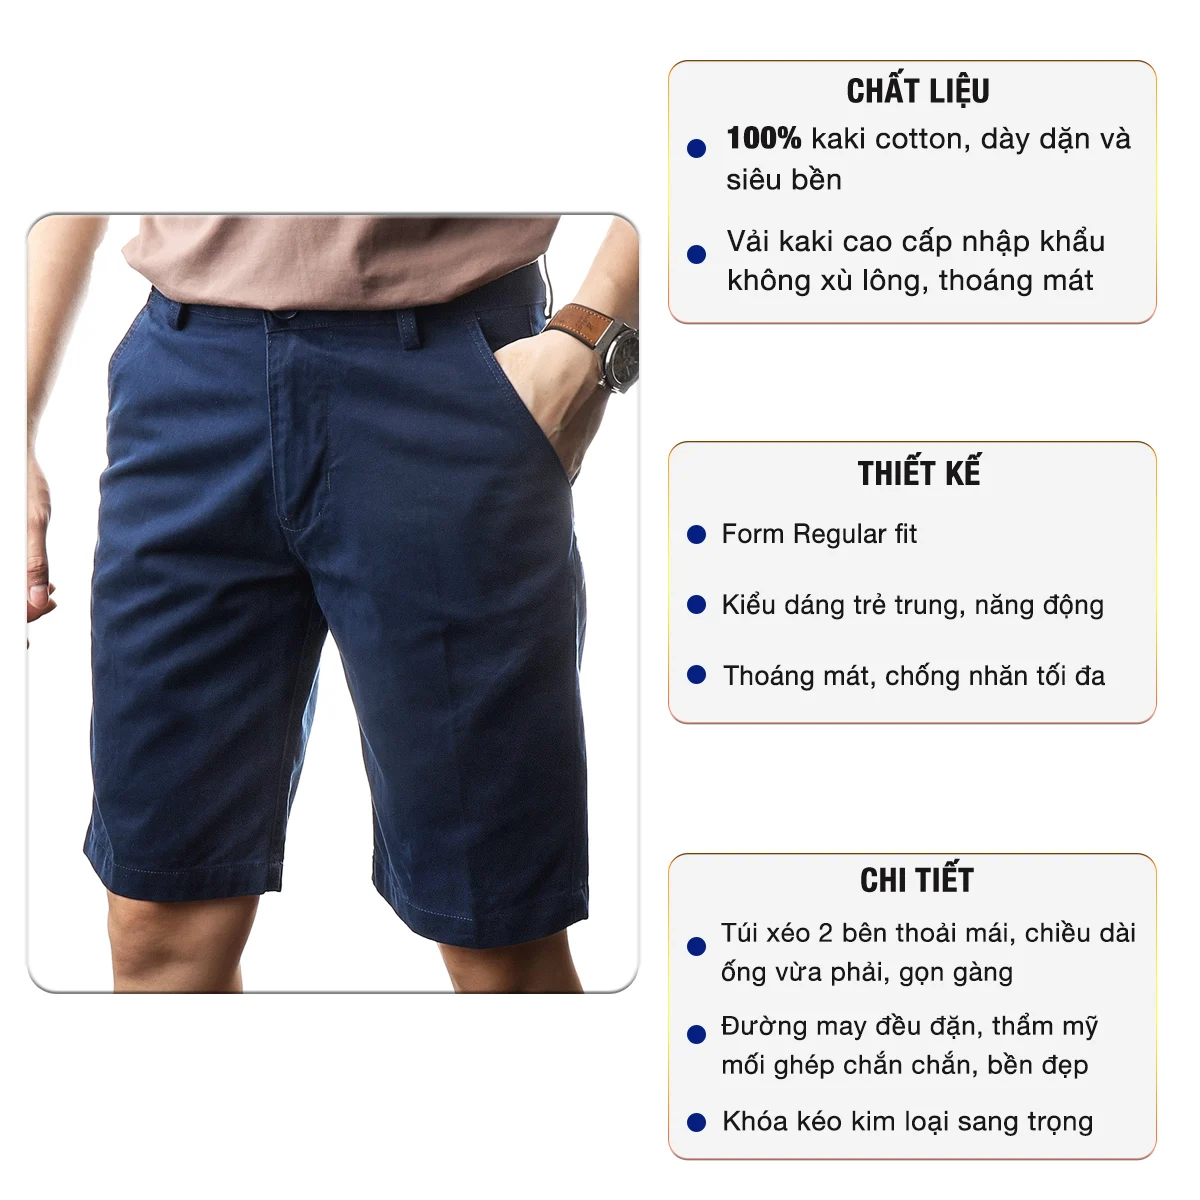 CHẤT LIỆU
100% kaki cotton, dày dặn và
siêu bền
Vải kaki cao cấp nhập khẩu
không xù lông, thoáng mát
THIẾT KẾ
Form Regular fit
Kiểu dáng trẻ trung, năng động
Thoáng mát, chống nhăn tối đa
CHI TIẾT
Túi xéo 2 bên thoải mái, chiều dài
ống vừa phải, gọn gàng
Đường may đều đặn, thẩm mỹ
mối ghép chắn chắn, bền đẹp
Khóa kéo kim loại sang trọng